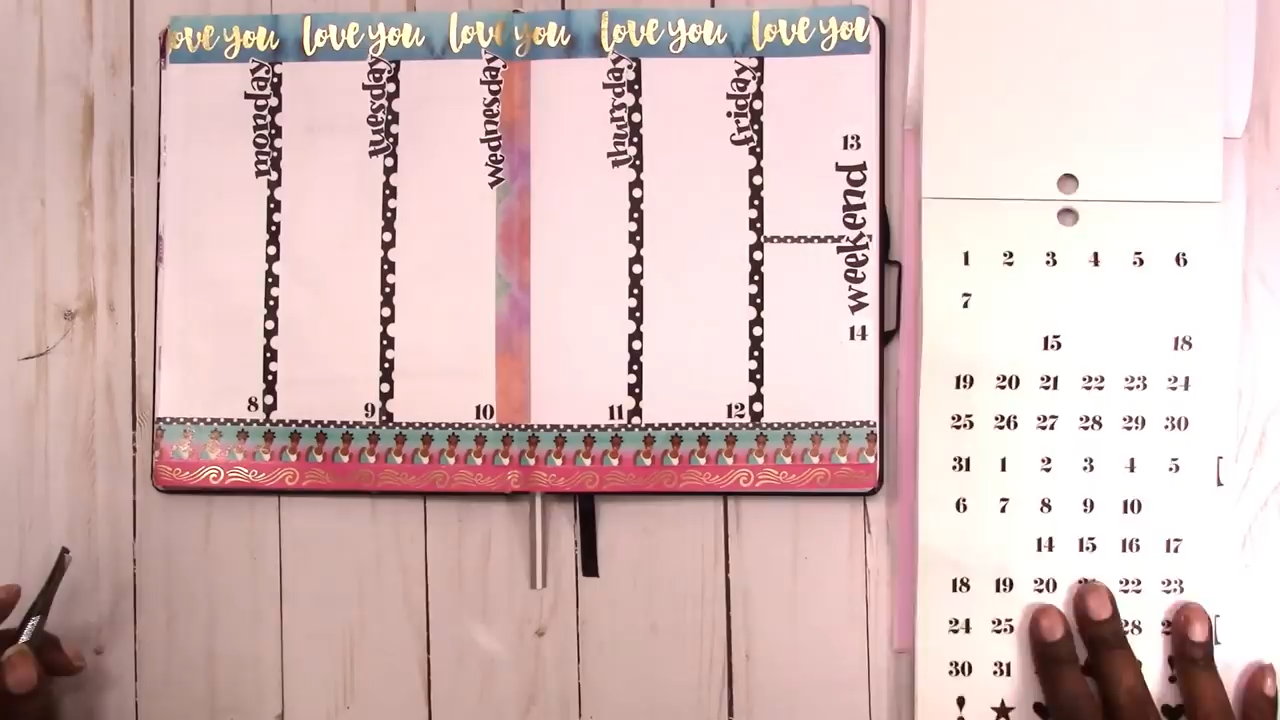 love you love you love you love you love you
monday
tuesday
wednesday
thursday
friday
13
weekend
14
8
9
10
11
12
1 2 3 4 5 6
7
15 18
19 20 21 22 23 24
25 26 27 28 29 30
31 1 2 3 4 5 [
6 7 8 9 10
14 15 16 17
18 19 20 22 23
24 25 28 [
30 31 !
! ★ ♥